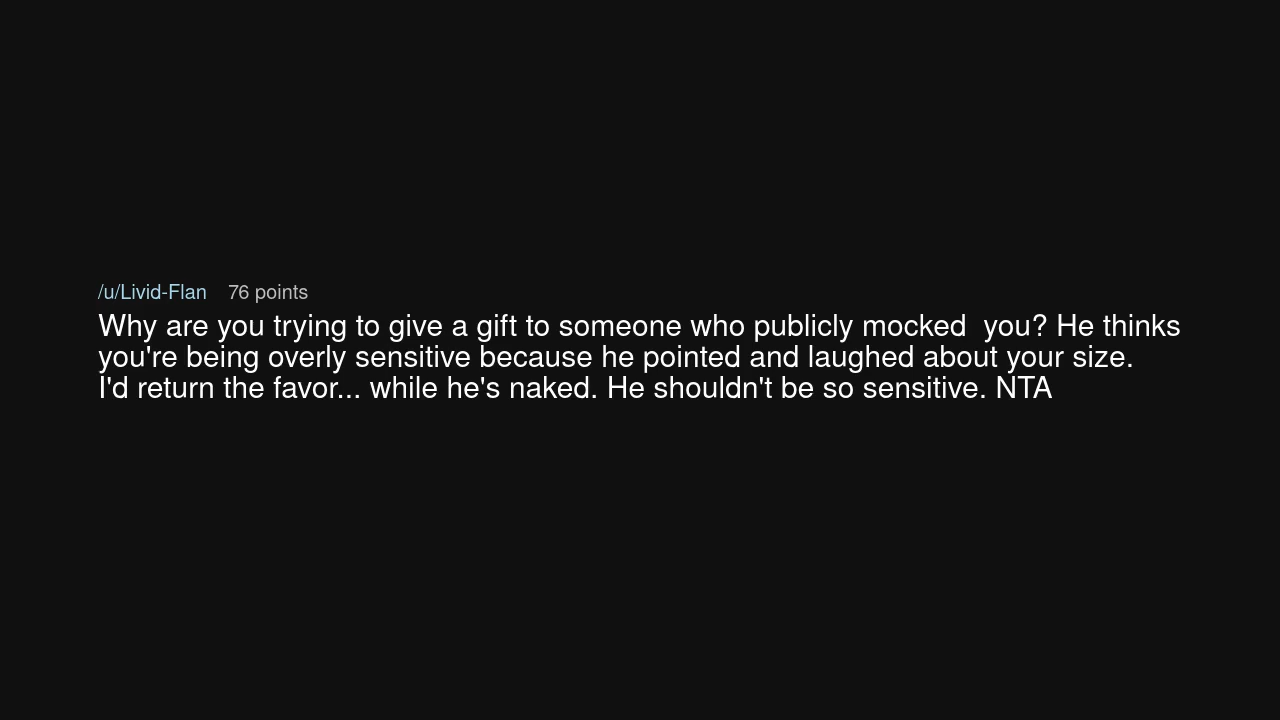 /u/Livid-Flan 76 points
Why are you trying to give a gift to someone who publicly mocked  you? He thinks
you're being overly sensitive because he pointed and laughed about your size.
I'd return the favor... while he's naked. He shouldn't be so sensitive. NTA